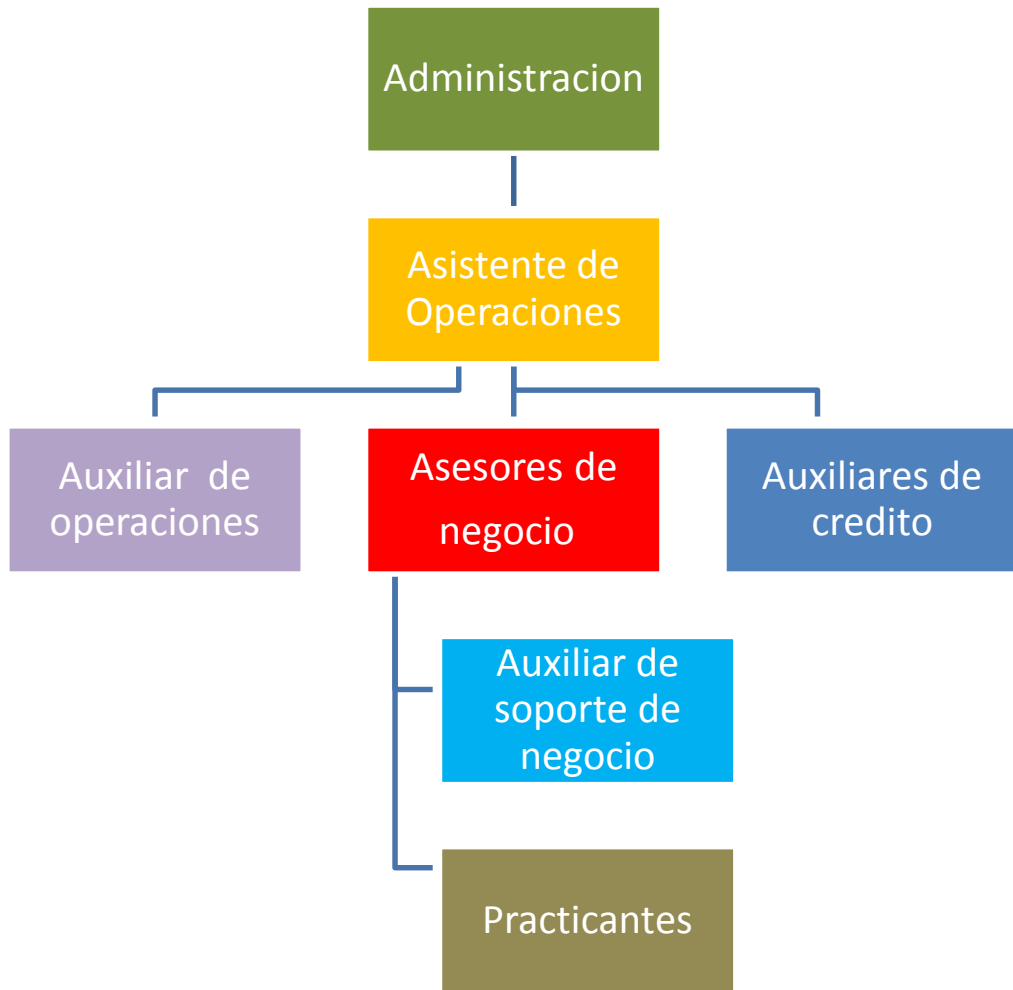 Administracion
Asistente de
Operaciones
Auxiliar  de
operaciones
Asesores de
negocio
Auxiliares de
credito
Auxiliar de
soporte de
negocio
Practicantes